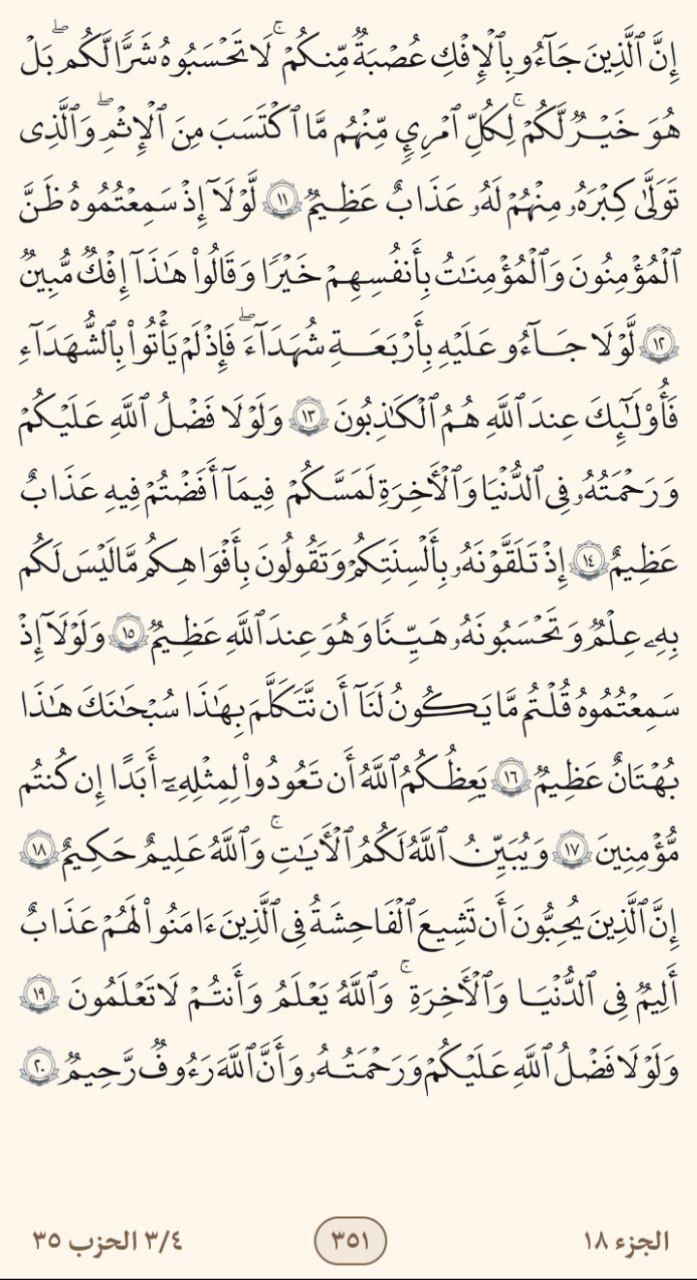 إِنَّ ٱلَّذِينَ جَآءُو بِٱلْإِفْكِ عُصْبَةٌ مِّنكُمْ ۚ لَا تَحْسَبُوهُ شَرًّا لَّكُم ۖ بَلْ
هُوَ خَيْرٌ لَّكُمْ ۚ لِكُلِّ ٱمْرِئٍ مِّنْهُم مَّا ٱكْتَسَبَ مِنَ ٱلْإِثْمِ ۖ وَٱلَّذِى
تَوَلَّىٰ كِبْرَهُۥ مِنْهُمْ لَهُۥ عَذَابٌ عَظِيمٌ ١١ لَّوْلَآ إِذْ سَمِعْتُمُوهُ ظَنَّ
ٱلْمُؤْمِنُونَ وَٱلْمُؤْمِنَـٰتُ بِأَنفُسِهِمْ خَيْرًا وَقَالُوا۟ هَـٰذَآ إِفْكٌ مُّبِينٌ
١٢ لَّوْلَا جَآءُو عَلَيْهِ بِأَرْبَعَةِ شُهَدَآءَ ۖ فَإِذْ لَمْ يَأْتُوا۟ بِٱلشُّهَدَآءِ
فَأُو۟لَـٰٓئِكَ عِندَ ٱللَّهِ هُمُ ٱلْكَـٰذِبُونَ ١٣ وَلَوْلَا فَضْلُ ٱللَّهِ عَلَيْكُمْ
وَرَحْمَتُهُۥ فِى ٱلدُّنْيَا وَٱلْـَٔاخِرَةِ لَمَسَّكُمْ فِيمَآ أَفَضْتُمْ فِيهِ عَذَابٌ
عَظِيمٌ ١٤ إِذْ تَلَقَّوْنَهُۥ بِأَلْسِنَتِكُمْ وَتَقُولُونَ بِأَفْوَاهِكُم مَّا لَيْسَ لَكُم
بِهِۦ عِلْمٌ وَتَحْسَبُونَهُۥ هَيِّنًا وَهُوَ عِندَ ٱللَّهِ عَظِيمٌ ١٥ وَلَوْلَآ إِذْ
سَمِعْتُمُوهُ قُلْتُم مَّا يَكُونُ لَنَآ أَن نَّتَكَلَّمَ بِهَـٰذَا سُبْحَـٰنَكَ هَـٰذَا
بُهْتَـٰنٌ عَظِيمٌ ١٦ يَعِظُكُمُ ٱللَّهُ أَن تَعُودُوا۟ لِمِثْلِهِۦٓ أَبَدًا إِن كُنتُم
مُّؤْمِنِينَ ١٧ وَيُبَيِّنُ ٱللَّهُ لَكُمُ ٱلْـَٔايَـٰتِ ۚ وَٱللَّهُ عَلِيمٌ حَكِيمٌ ١٨
إِنَّ ٱلَّذِينَ يُحِبُّونَ أَن تَشِيعَ ٱلْفَـٰحِشَةُ فِى ٱلَّذِينَ ءَامَنُوا۟ لَهُمْ عَذَابٌ
أَلِيمٌ فِى ٱلدُّنْيَا وَٱلْـَٔاخِرَةِ ۚ وَٱللَّهُ يَعْلَمُ وَأَنتُمْ لَا تَعْلَمُونَ ١٩
وَلَوْلَا فَضْلُ ٱللَّهِ عَلَيْكُمْ وَرَحْمَتُهُۥ وَأَنَّ ٱللَّهَ رَءُوفٌ رَّحِيمٌ ٢٠
الجزء ١٨ ٣٥١ ٣/٤ الحزب ٣٥